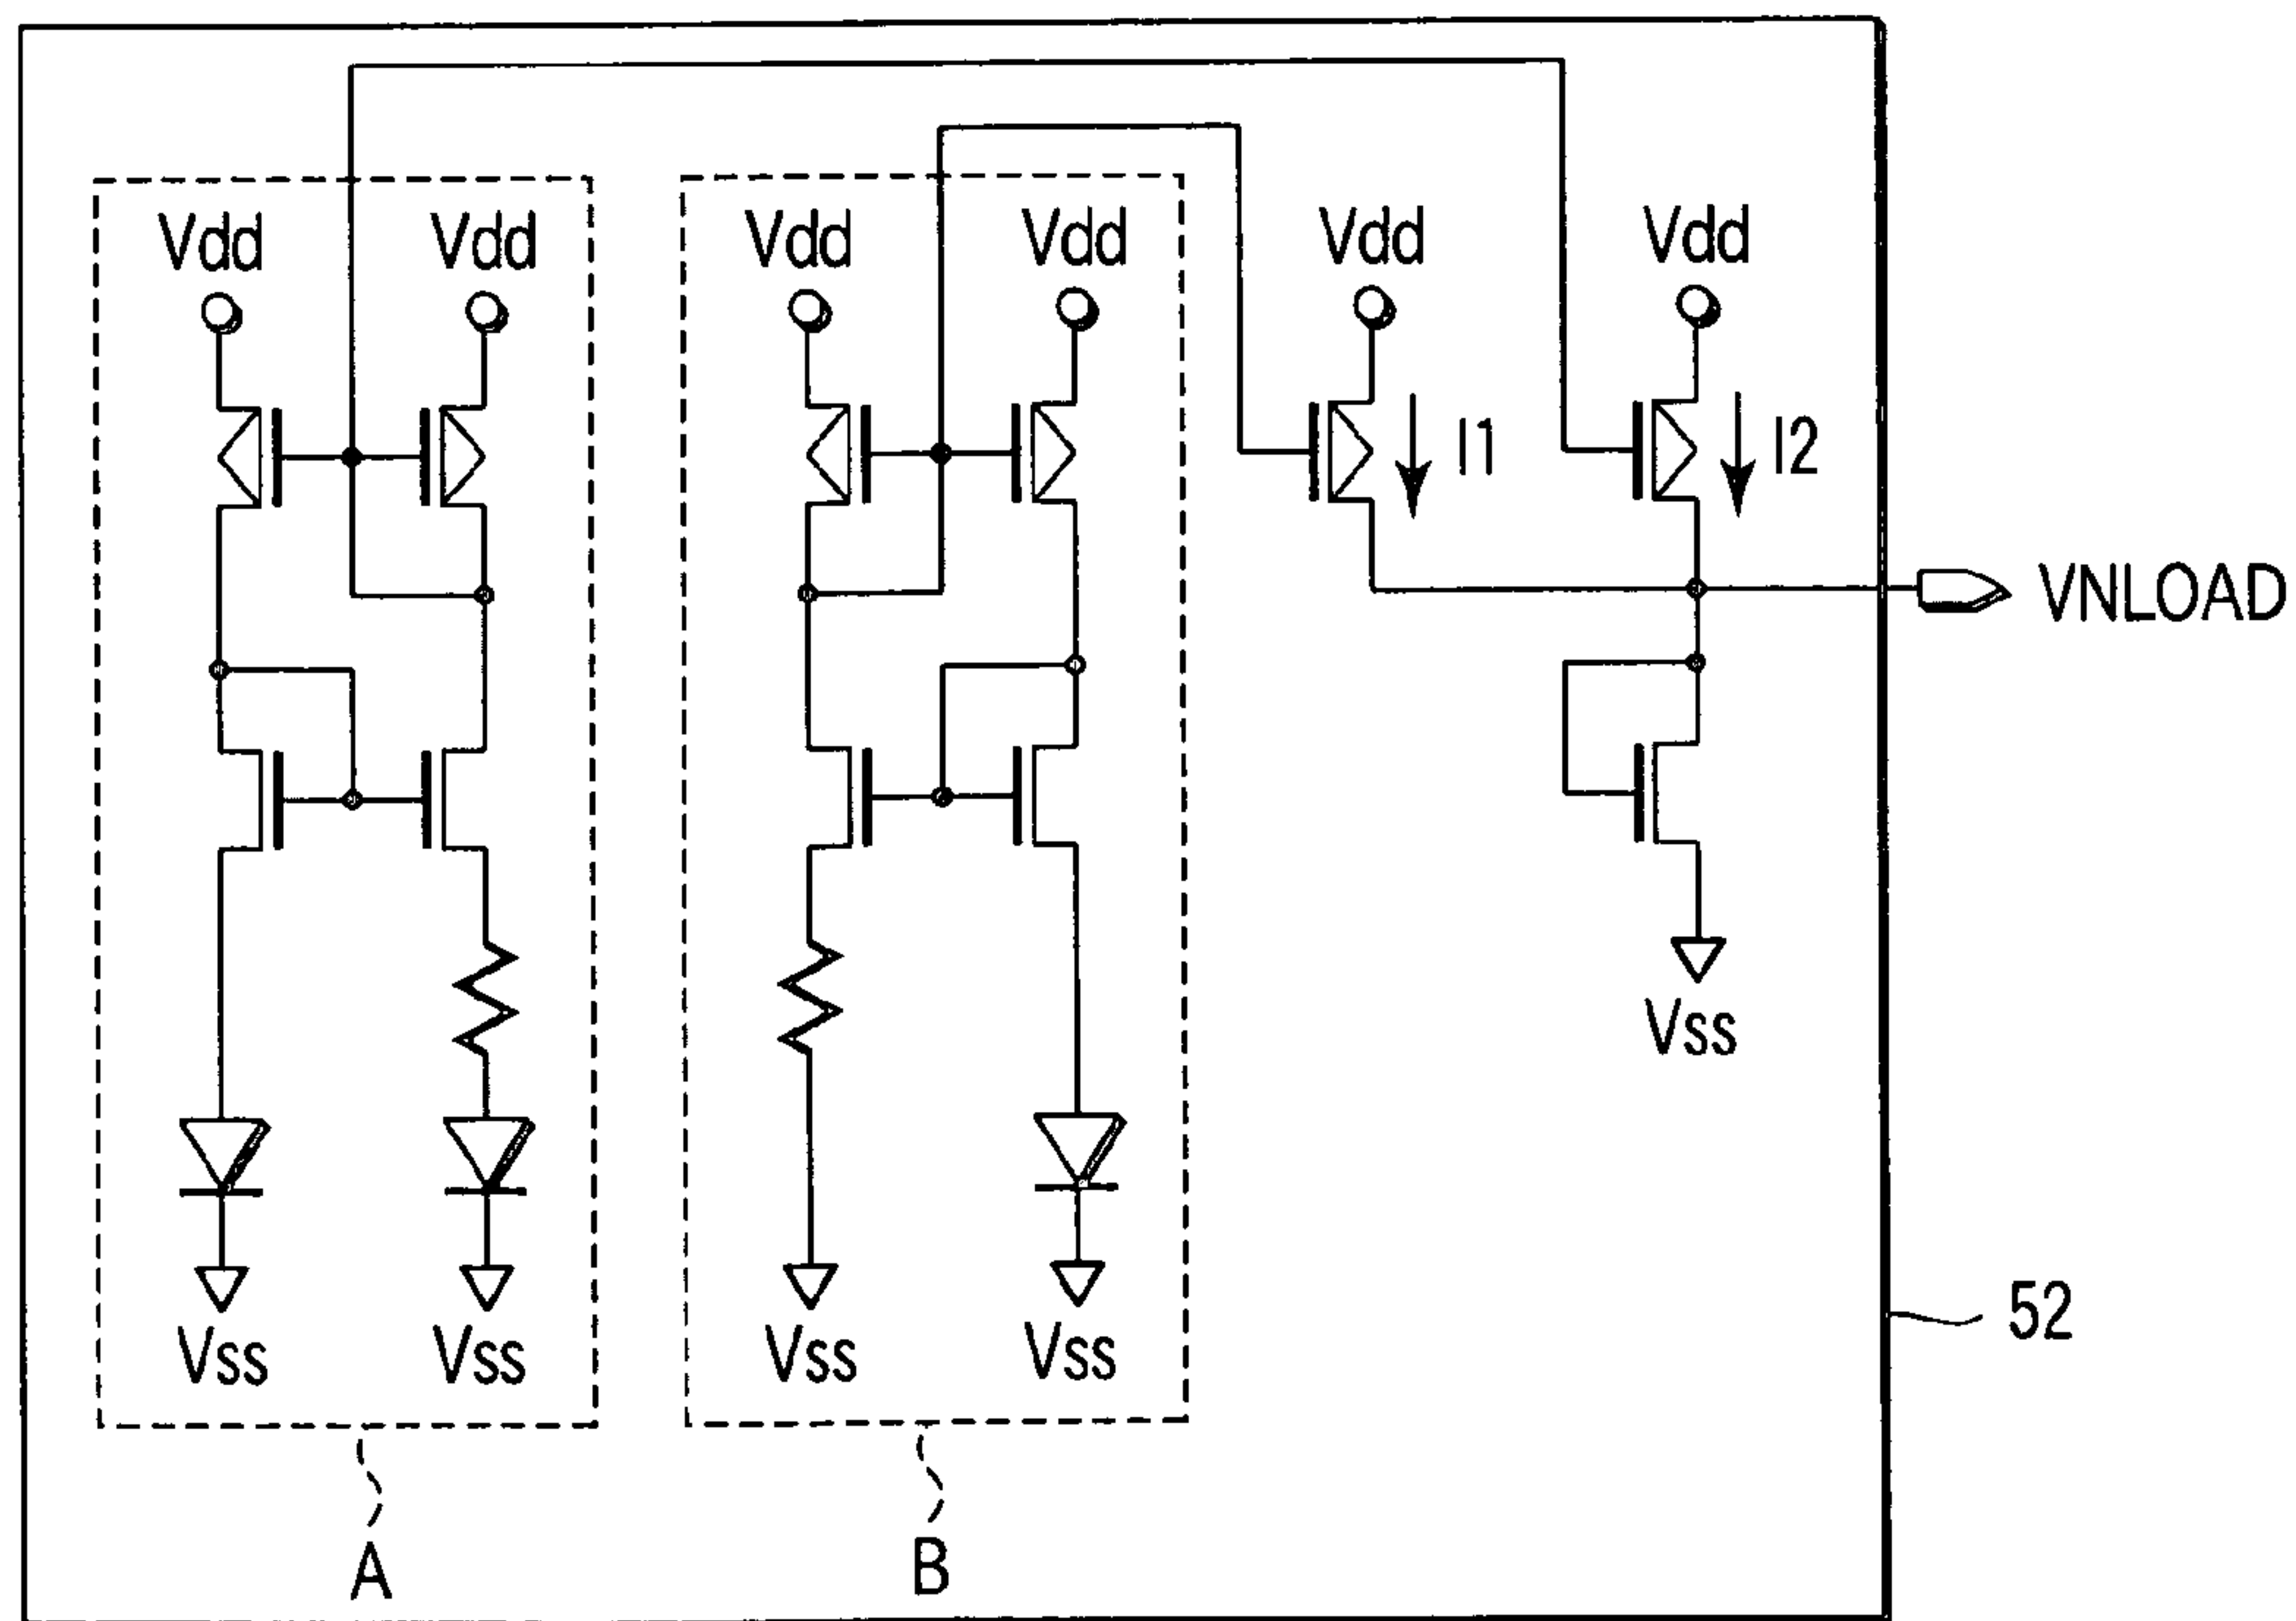 Vdd Vdd Vdd Vdd Vdd Vdd
I1 I2
VNLOAD
Vss
52
Vss Vss Vss Vss
A B